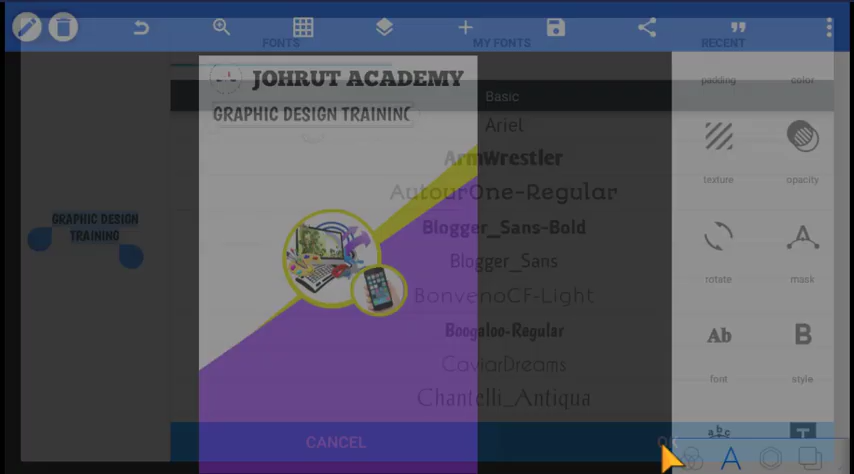 FONTS
MY FONTS
RECENT
JOHRUT ACADEMY
GRAPHIC DESIGN TRAINING
Basic
padding
color
Ariel
ArmWrestler
AutourOne-Regular
Blogger_Sans-Bold
Blogger_Sans
BonvenoCF-Light
Boogaloo-Regular
CaviarDreams
Chantelli_Antiqua
GRAPHIC DESIGN
TRAINING
texture
opacity
rotate
mask
Ab
B
font
style
abc
T
CANCEL
OK
A